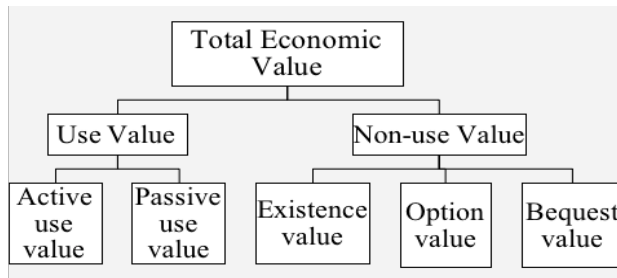 Total Economic
Value
Use Value
Non-use Value
Active
use
value
Passive
use
value
Existence
value
Option
value
Bequest
value